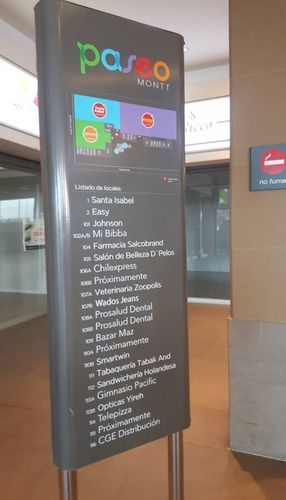 paseo
MONTT
Listado de locales
1 Santa Isabel
2 Easy
101 Johnson
102A/B Mi Bibba
104 Farmacia Salcobrand
105 Salón de Belleza D`Pelos
106A Chilexpress
106B Próximamente
107A Veterinaria Zoopolis
107B Wados Jeans
108A Prosalud Dental
108B Prosalud Dental
109 Bazar Maz
110A Próximamente
110B Smartwin
111 Tabaquería Tabak And
112 Sandwichería Holandesa
113A Gimnasio Pacific
113B Opticas Yireh
114 Telepizza
115 Próximamente
116 CGE Distribución
no fuma